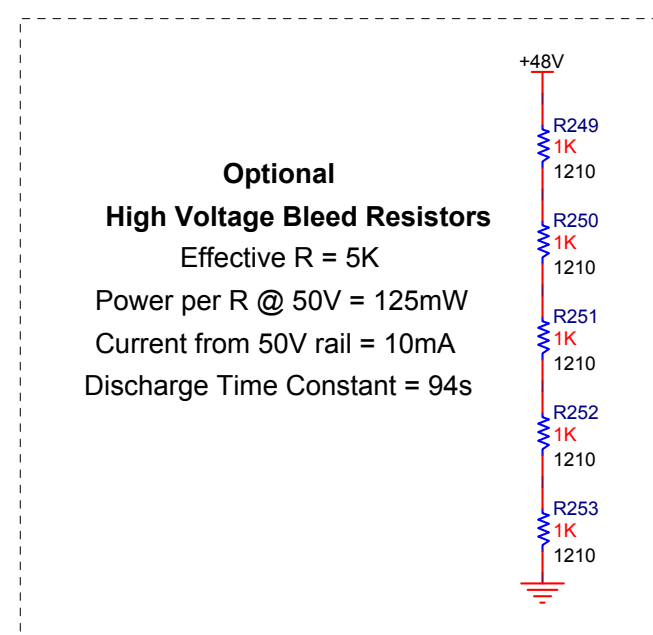 +48V
R249
1K
1210
Optional
High Voltage Bleed Resistors
R250
1K
Effective R = 5K
1210
Power per R @ 50V = 125mW
R251
1K
Current from 50V rail = 10mA
1210
Discharge Time Constant = 94s
R252
1K
1210
R253
1K
1210